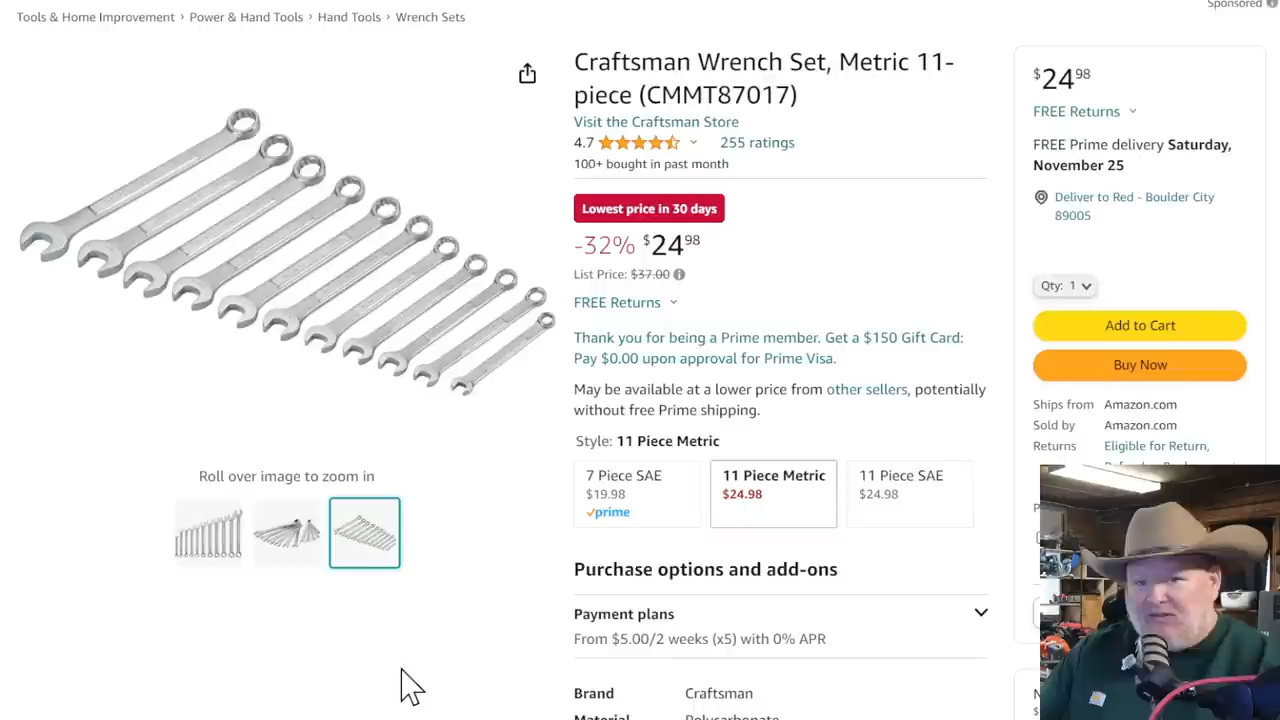 Tools & Home Improvement › Power & Hand Tools › Hand Tools › Wrench Sets
Sponsored
Craftsman Wrench Set, Metric 11-
piece (CMMT87017)
Visit the Craftsman Store
4.7 255 ratings
100+ bought in past month
Lowest price in 30 days
-32% $24 98
List Price: $37.00
FREE Returns
Thank you for being a Prime member. Get a $150 Gift Card:
Pay $0.00 upon approval for Prime Visa.
May be available at a lower price from other sellers, potentially
without free Prime shipping.
Style: 11 Piece Metric
7 Piece SAE
$19.98
prime
11 Piece Metric
$24.98
11 Piece SAE
$24.98
Purchase options and add-ons
Payment plans
From $5.00/2 weeks (x5) with 0% APR
Brand Craftsman
Material Polycarbonate
Roll over image to zoom in
$24 98
FREE Returns
FREE Prime delivery Saturday,
November 25
Deliver to Red - Boulder City
89005
Qty: 1
Add to Cart
Buy Now
Ships from Amazon.com
Sold by Amazon.com
Returns Eligible for Return,